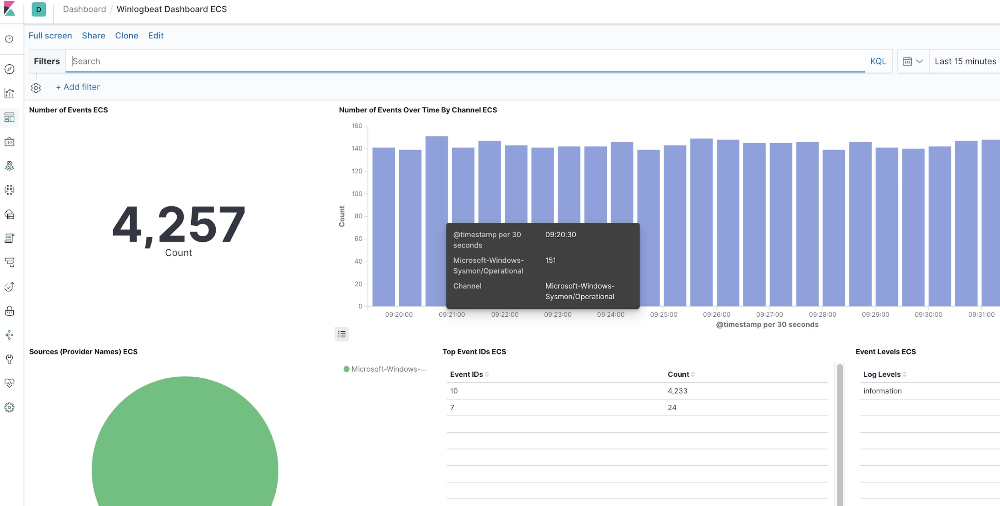 D Dashboard / Winlogbeat Dashboard ECS
Full screen Share Clone Edit
Filters Search KQL Last 15 minutes
+ Add filter
Number of Events ECS
4,257
Count
Number of Events Over Time By Channel ECS
160
140
120
100
80
60
40
20
0
Count
@timestamp per 30 seconds 09:20:30
Microsoft-Windows-Sysmon/Operational 151
Channel Microsoft-Windows-Sysmon/Operational
09:20:00 09:21:00 09:22:00 09:23:00 09:24:00 09:25:00 09:26:00 09:27:00 09:28:00 09:29:00 09:30:00 09:31:00
@timestamp per 30 seconds
Sources (Provider Names) ECS
Microsoft-Windows-...
Top Event IDs ECS
Event IDs Count
10 4,233
7 24
Event Levels ECS
Log Levels
information